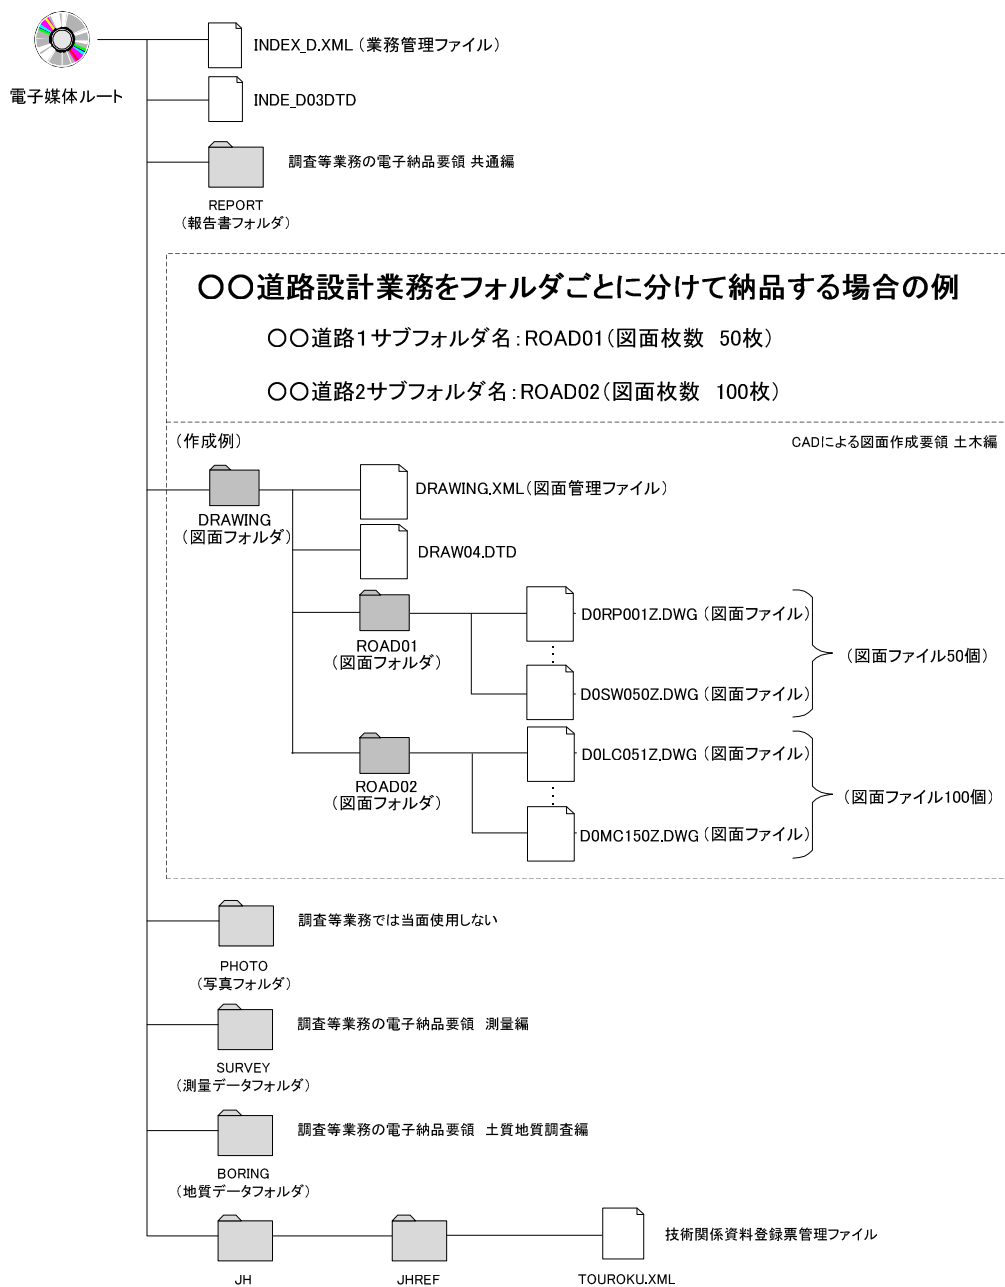 電子媒体ルート
INDEX_D.XML（業務管理ファイル）
INDE_D03DTD
調査等業務の電子納品要領 共通編
REPORT
（報告書フォルダ）
〇〇道路設計業務をフォルダごとに分けて納品する場合の例
〇〇道路1サブフォルダ名：ROAD01（図面枚数 50枚）
〇〇道路2サブフォルダ名：ROAD02（図面枚数 100枚）
（作成例）
CADによる図面作成要領 土木編
DRAWING
（図面フォルダ）
DRAWING.XML（図面管理ファイル）
DRAW04.DTD
ROAD01
（図面フォルダ）
D0RP001Z.DWG（図面ファイル）
D0SW050Z.DWG（図面ファイル）
（図面ファイル50個）
ROAD02
（図面フォルダ）
D0LC051Z.DWG（図面ファイル）
D0MC150Z.DWG（図面ファイル）
（図面ファイル100個）
調査等業務では当面使用しない
PHOTO
（写真フォルダ）
調査等業務の電子納品要領 測量編
SURVEY
（測量データフォルダ）
調査等業務の電子納品要領 土質地質調査編
BORING
（地質データフォルダ）
技術関係資料登録票管理ファイル
JH
JHREF
TOUROKU.XML